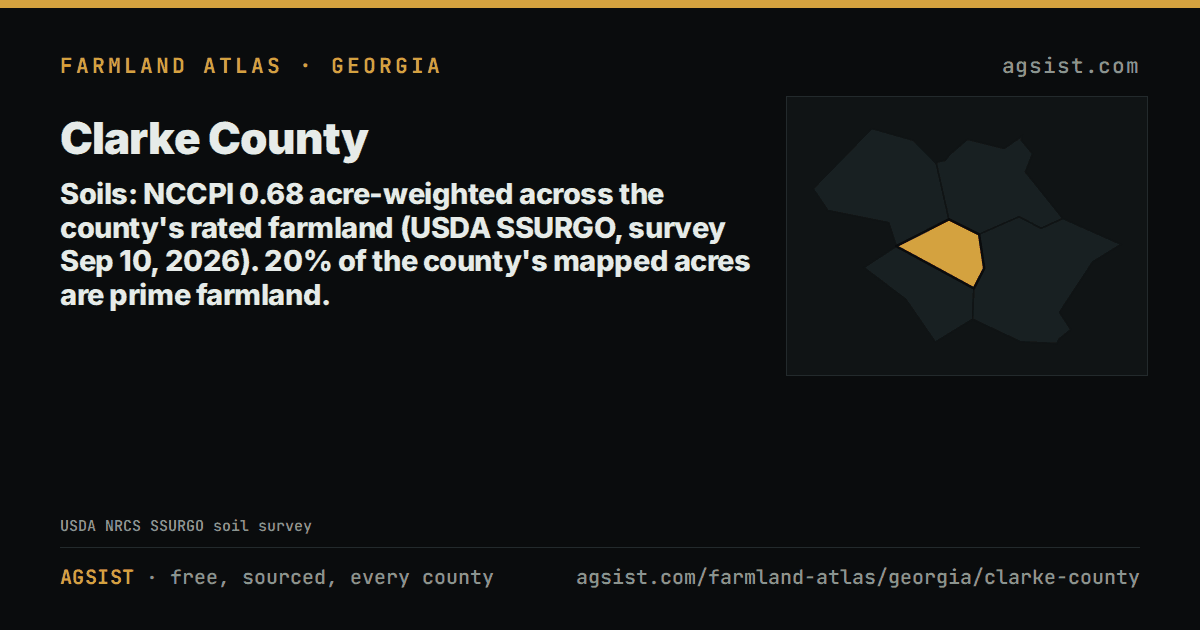 FARMLAND ATLAS · GEORGIA
agsist.com
Clarke County
Soils: NCCPI 0.68 acre-weighted across the
county's rated farmland (USDA SSURGO, survey
Sep 10, 2026). 20% of the county's mapped acres
are prime farmland.
USDA NRCS SSURGO soil survey
AGSIST · free, sourced, every county
agsist.com/farmland-atlas/georgia/clarke-county